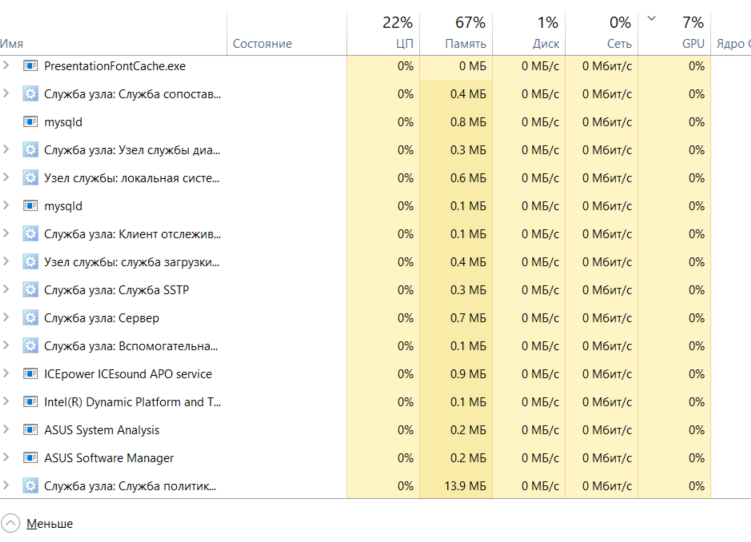 22% 67% 1% 0% 7%
Имя Состояние ЦП Память Диск Сеть GPU Ядро
PresentationFontCache.exe 0% 0 МБ 0 МБ/с 0 Мбит/с 0%
Служба узла: Служба сопостав... 0% 0.4 МБ 0 МБ/с 0 Мбит/с 0%
mysqld 0% 0.8 МБ 0 МБ/с 0 Мбит/с 0%
Служба узла: Узел службы диа... 0% 0.3 МБ 0 МБ/с 0 Мбит/с 0%
Узел службы: локальная систе... 0% 0.6 МБ 0 МБ/с 0 Мбит/с 0%
mysqld 0% 0.1 МБ 0 МБ/с 0 Мбит/с 0%
Служба узла: Клиент отслежив... 0% 0.1 МБ 0 МБ/с 0 Мбит/с 0%
Узел службы: служба загрузки... 0% 0.4 МБ 0 МБ/с 0 Мбит/с 0%
Служба узла: Служба SSTP 0% 0.3 МБ 0 МБ/с 0 Мбит/с 0%
Служба узла: Сервер 0% 0.7 МБ 0 МБ/с 0 Мбит/с 0%
Служба узла: Вспомогательна... 0% 0.1 МБ 0 МБ/с 0 Мбит/с 0%
ICEpower ICEsound APO service 0% 0.9 МБ 0 МБ/с 0 Мбит/с 0%
Intel(R) Dynamic Platform and T... 0% 0.1 МБ 0 МБ/с 0 Мбит/с 0%
ASUS System Analysis 0% 0.2 МБ 0 МБ/с 0 Мбит/с 0%
ASUS Software Manager 0% 0.2 МБ 0 МБ/с 0 Мбит/с 0%
Служба узла: Служба политик... 0% 13.9 МБ 0 МБ/с 0 Мбит/с 0%
Меньше